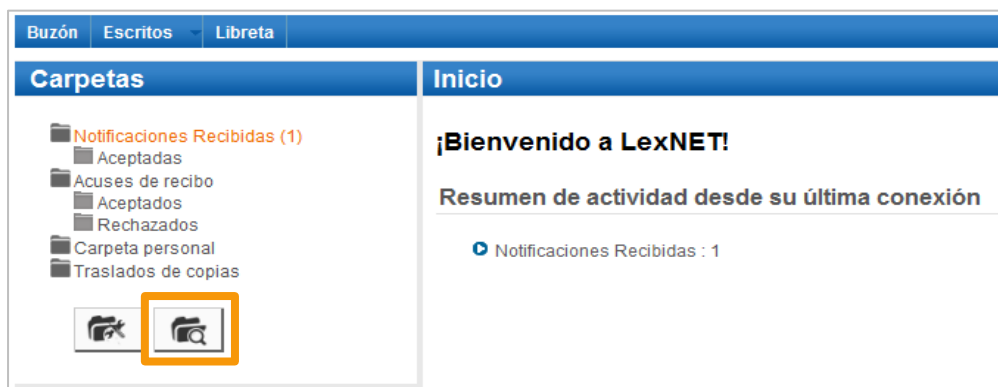 Buzón Escritos Libreta
Carpetas
Notificaciones Recibidas (1)
Aceptadas
Acuses de recibo
Aceptados
Rechazados
Carpeta personal
Traslados de copias
Inicio
¡Bienvenido a LexNET!
Resumen de actividad desde su última conexión
Notificaciones Recibidas : 1